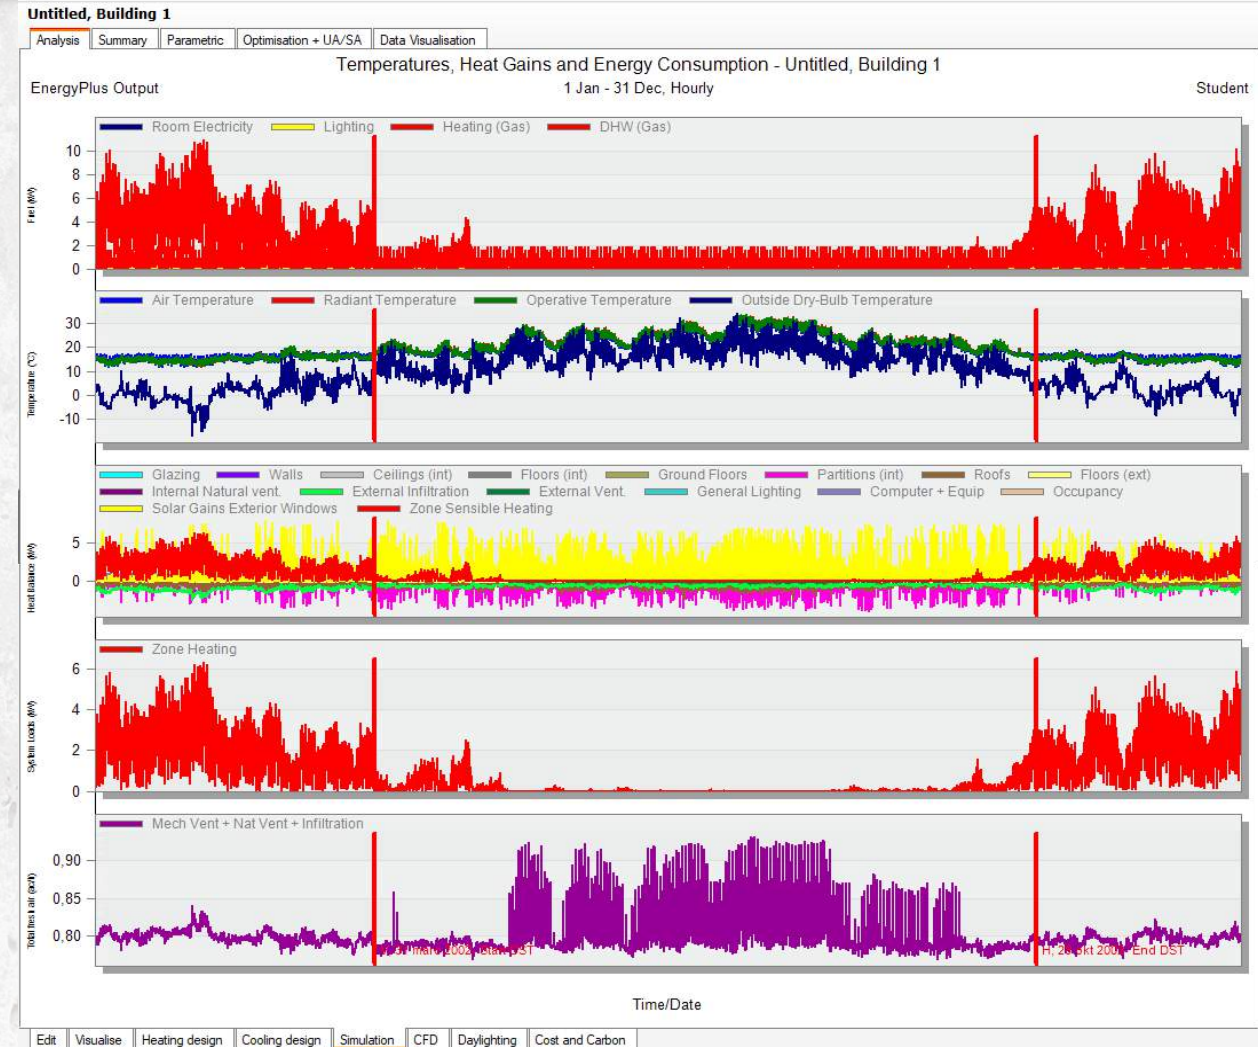 Untitled, Building 1
Analysis Summary Parametric Optimisation + UA/SA Data Visualisation
Temperatures, Heat Gains and Energy Consumption - Untitled, Building 1
EnergyPlus Output 1 Jan - 31 Dec, Hourly Student
Room Electricity Lighting Heating (Gas) DHW (Gas)
10
8
6
4
2
0
Fuel (kW)
Air Temperature Radiant Temperature Operative Temperature Outside Dry-Bulb Temperature
30
20
10
0
-10
Temperature (°C)
Glazing Walls Ceilings (int) Floors (int) Ground Floors Partitions (int) Roofs Floors (ext)
Internal Natural vent. External Infiltration External Vent. General Lighting Computer + Equip Occupancy
Solar Gains Exterior Windows Zone Sensible Heating
5
0
Heat Balance (kW)
Zone Heating
6
4
2
0
System Loads (kW)
Mech Vent + Nat Vent + Infiltration
0,90
0,85
0,80
Total fresh air (ac/h)
2002 Start DST
End DST
Time/Date
Edit Visualise Heating design Cooling design Simulation CFD Daylighting Cost and Carbon